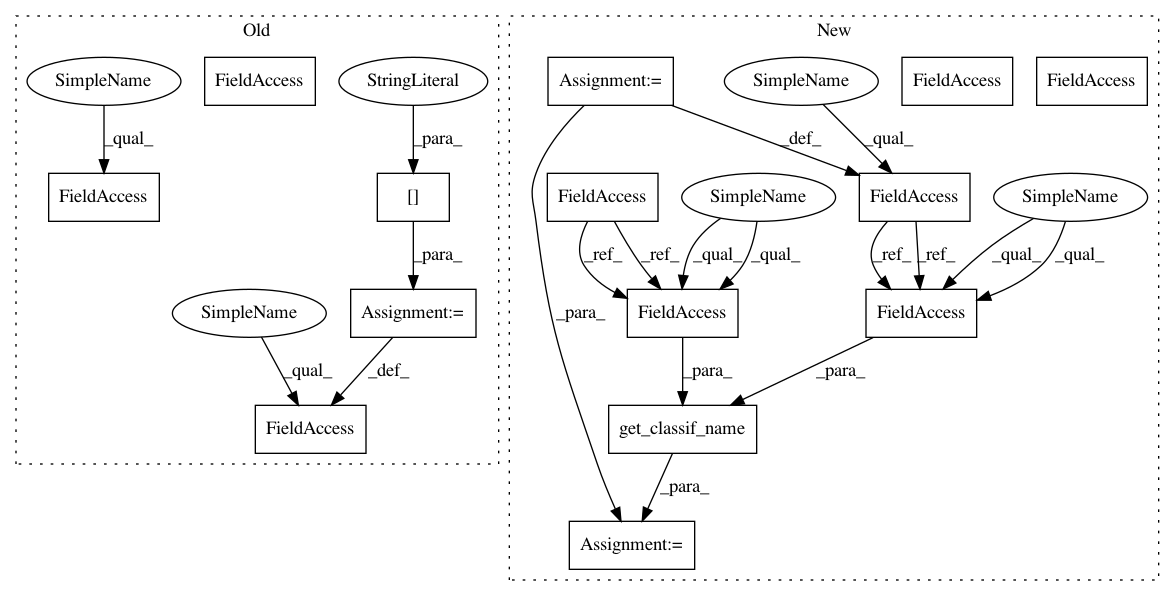 Old
New
SimpleName
FieldAccess
StringLiteral
Assignment:=
SimpleName
FieldAccess
FieldAccess
_qual_
_para_
_def_
_qual_
FieldAccess
[]
FieldAccess
SimpleName
FieldAccess
SimpleName
_para_
_ref_
_ref_
_qual_
_qual_
_ref_
_ref_
_qual_
_qual_
SimpleName
Assignment:=
_para_
FieldAccess
FieldAccess
_qual_
_def_
_para_
_para_
FieldAccess
get_classif_name
_para_
Assignment:=